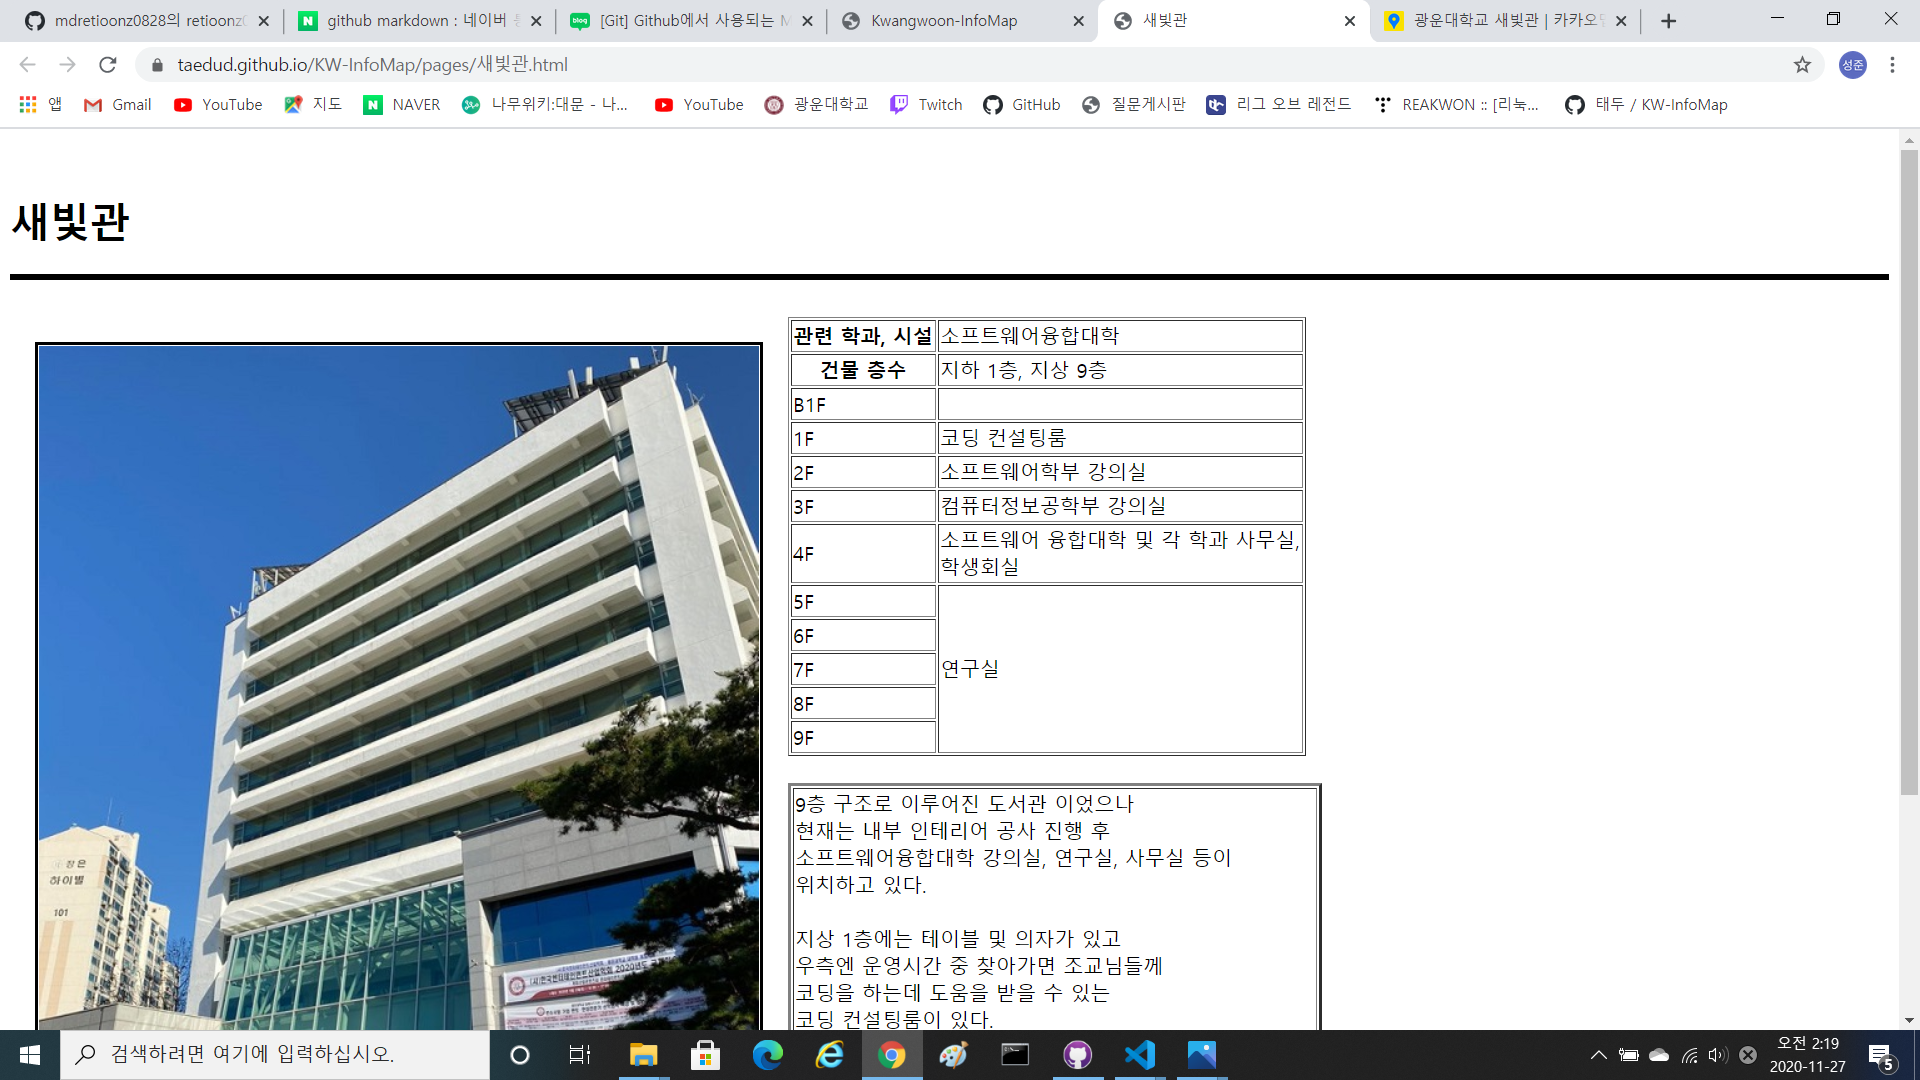 mdretioonz0828의 retioonz0
github markdown : 네이버
[Git] Github에서 사용되는 M
Kwangwoon-InfoMap
새빛관
광운대학교 새빛관 | 카카오
taedud.github.io/KW-InfoMap/pages/새빛관.html
성준
앱
Gmail
YouTube
지도
NAVER
나무위키:대문 - 나...
YouTube
광운대학교
Twitch
GitHub
질문게시판
리그 오브 레전드
REAKWON :: [리눅...
태두 / KW-InfoMap
새빛관
관련 학과, 시설 소프트웨어융합대학
건물 층수 지하 1층, 지상 9층
B1F
1F 코딩 컨설팅룸
2F 소프트웨어학부 강의실
3F 컴퓨터정보공학부 강의실
4F 소프트웨어 융합대학 및 각 학과 사무실,
학생회실
5F
6F
7F 연구실
8F
9F
9층 구조로 이루어진 도서관 이었으나
현재는 내부 인테리어 공사 진행 후
소프트웨어융합대학 강의실, 연구실, 사무실 등이
위치하고 있다.
지상 1층에는 테이블 및 의자가 있고
우측엔 운영시간 중 찾아가면 조교님들께
코딩을 하는데 도움을 받을 수 있는
코딩 컨설팅룸이 있다.
하이빌
101
검색하려면 여기에 입력하십시오.
오전 2:19
2020-11-27
5